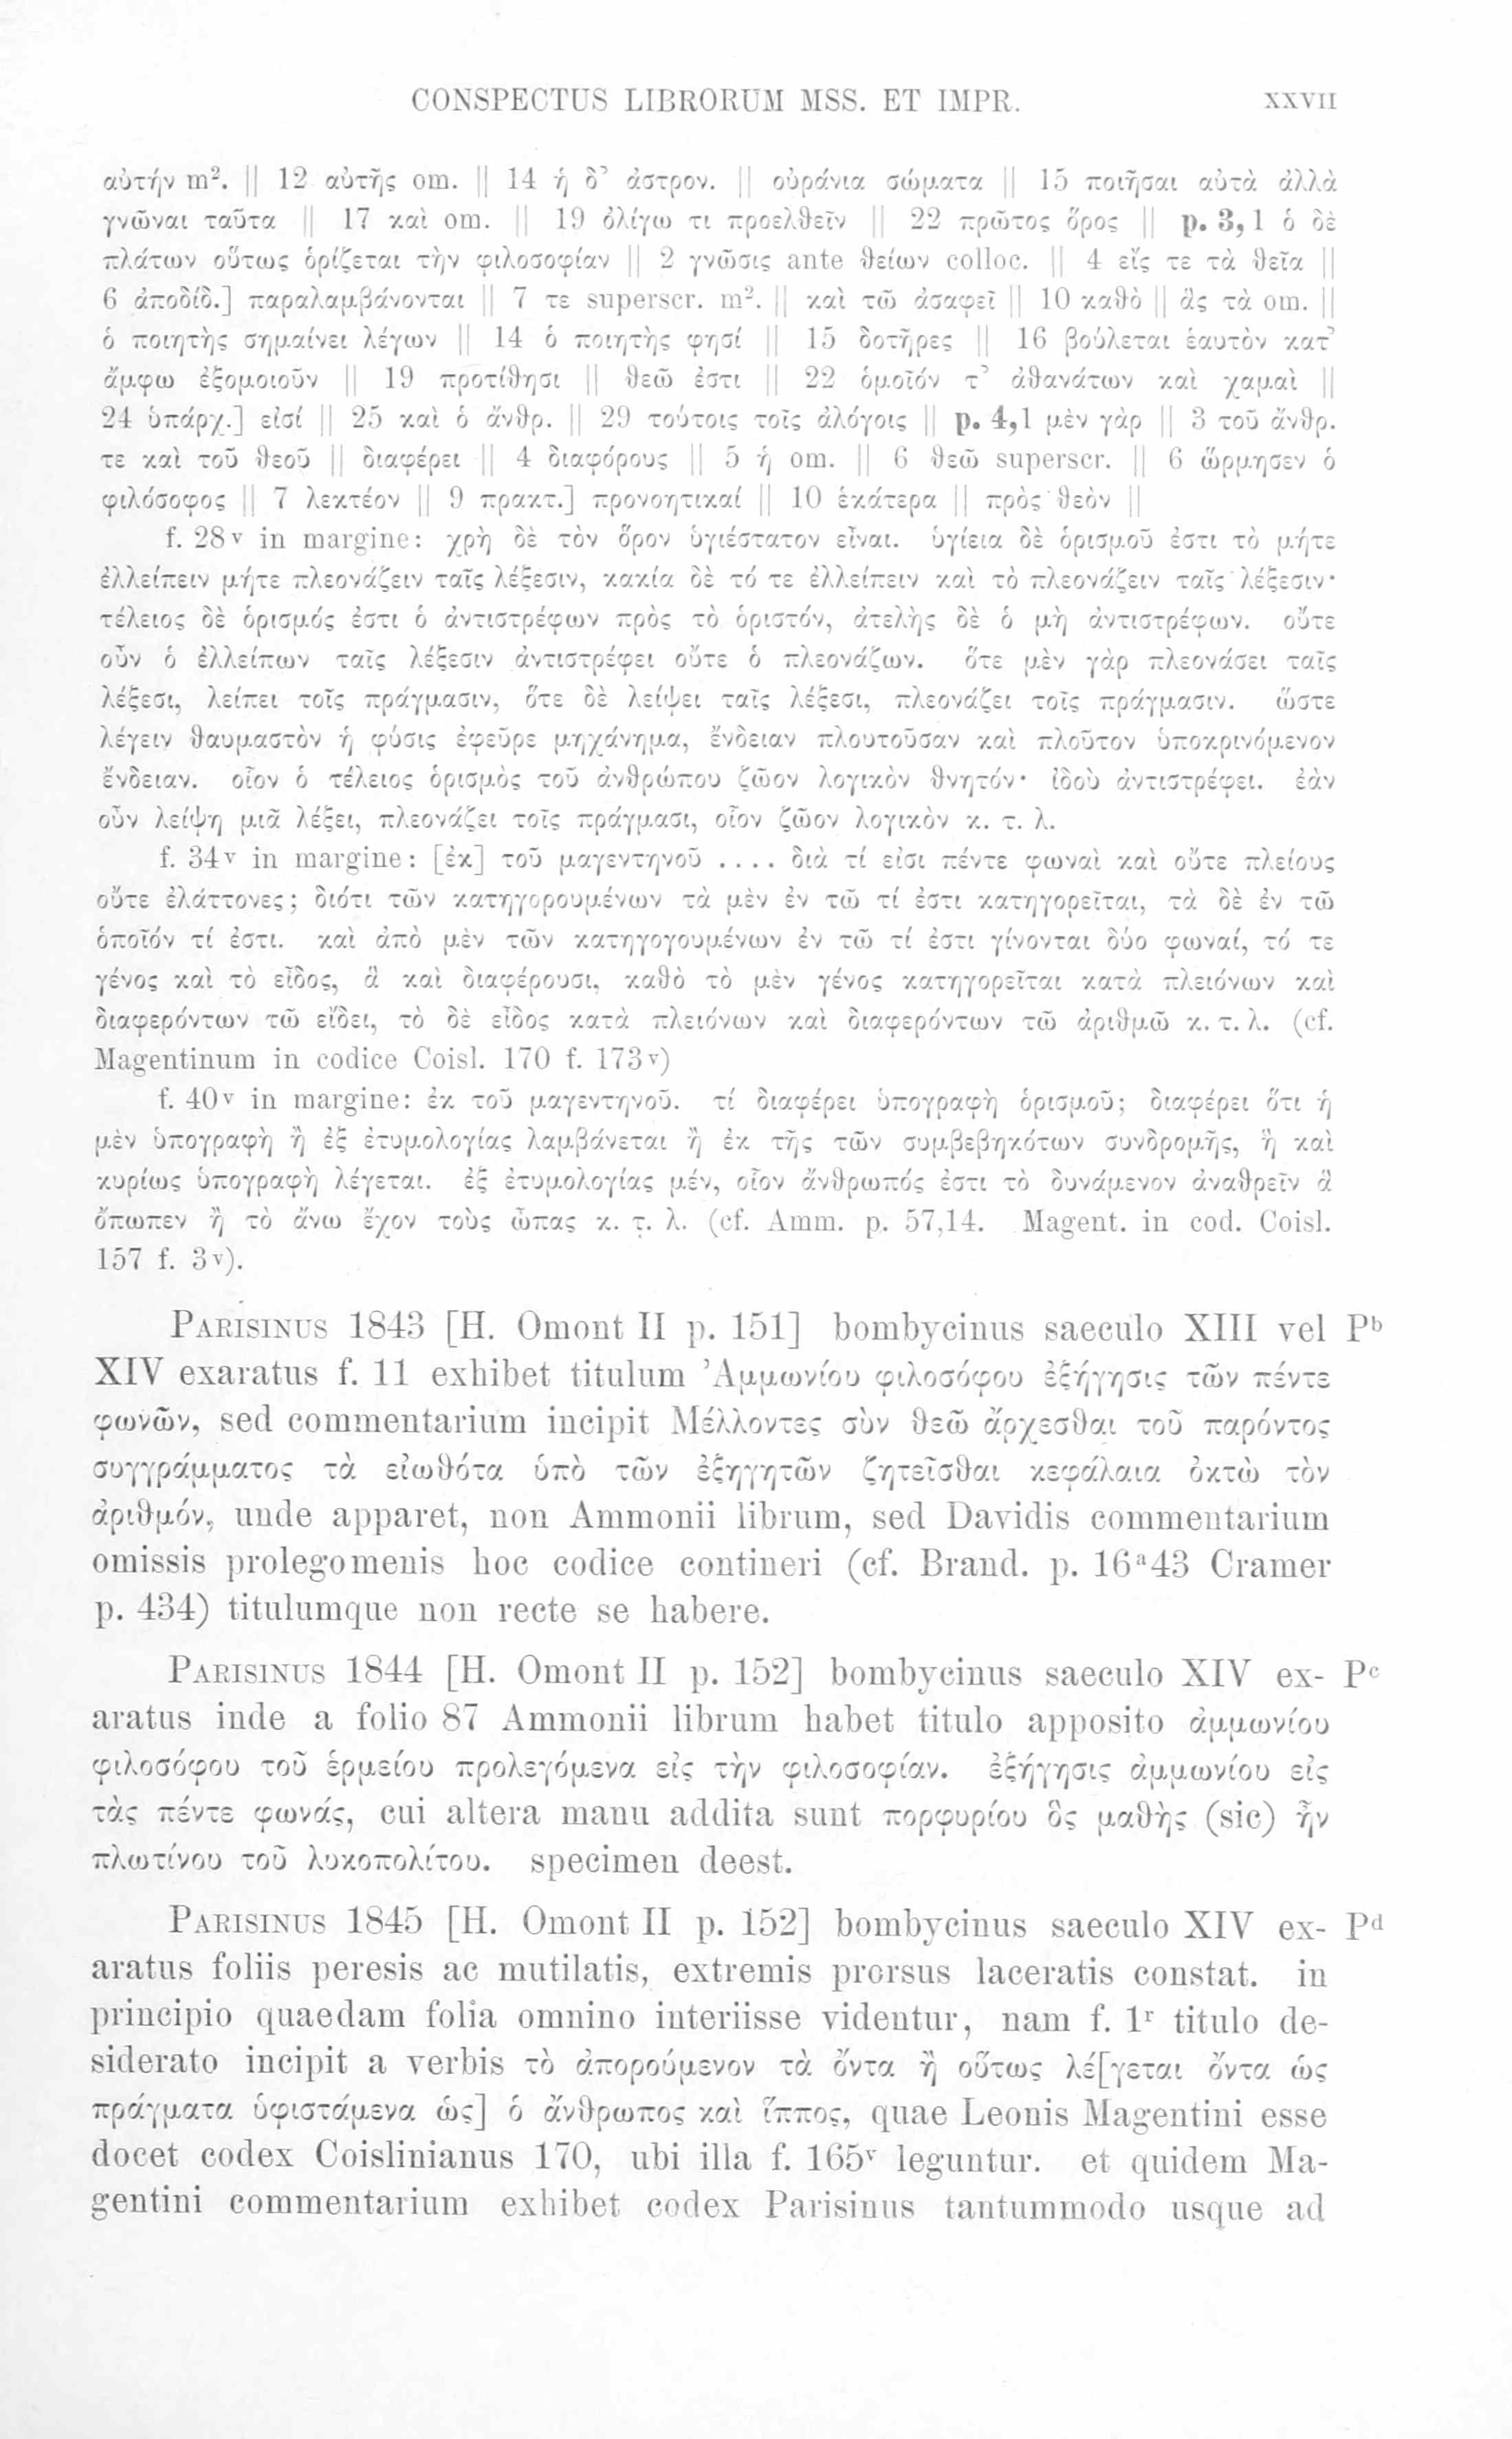 CONSPECTUS LIBRORUM MSS. ET IMPR. XXVII
αὐτήν m². || 12 αὐτῆς om. || 14 ἡ δ’ ἀστρον. || οὐράνια σώματα || 15 ποιῆσαι αὐτὰ ἀλλὰ
γνῶναι ταῦτα || 17 καὶ om. || 19 ὀλίγω τι προελθεῖν || 22 πρῶτος ὅρος || p. 3,1 ὁ δὲ
πλάτων οὕτως ὁρίζεται τὴν φιλοσοφίαν || 2 γνῶσις ante θείων colloc. || 4 εἴς τε τὰ θεῖα ||
6 ἀποδίδ.] παραλαμβάνονται || 7 τε superscr. m². || καὶ τῶ ἀσαφεῖ || 10 καθὸ || ἃς τὰ om. ||
ὁ ποιητὴς σημαίνει λέγων || 14 ὁ ποιητὴς φησί || 15 δοτῆρες || 16 βούλεται ἑαυτὸν κατ’
ἄμφω ἐξομοιοῦν || 19 προτίθησι || θεῶ ἐστι || 22 ὁμοῖόν τ’ ἀθανάτων καὶ χαμαὶ ||
24 ὑπάρχ.] εἰσί || 25 καὶ ὁ ἄνθρ. || 29 τούτοις τοῖς ἀλόγοις || p. 4,1 μὲν γὰρ || 3 τοῦ ἄνθρ.
τε καὶ τοῦ θεοῦ || διαφέρει || 4 διαφόρους || 5 ἡ om. || 6 θεῶ superscr. || 6 ὥρμησεν ὁ
φιλόσοφος || 7 λεκτέον || 9 πρακτ.] προνοητικαί || 10 ἑκάτερα || πρὸς θεὸν ||
f. 28v in margine: χρὴ δὲ τὸν ὅρον ὑγιέστατον εἶναι. ὑγίεια δὲ ὁρισμοῦ ἐστι τὸ μήτε
ἐλλείπειν μήτε πλεονάζειν ταῖς λέξεσιν, κακία δὲ τό τε ἐλλείπειν καὶ τὸ πλεονάζειν ταῖς λέξεσιν·
τέλειος δὲ ὁρισμός ἐστι ὁ ἀντιστρέφων πρὸς τὸ ὁριστόν, ἀτελὴς δὲ ὁ μὴ ἀντιστρέφων. οὔτε
οὖν ὁ ἐλλείπων ταῖς λέξεσιν ἀντιστρέφει οὔτε ὁ πλεονάζων. ὅτε μὲν γὰρ πλεονάσει ταῖς
λέξεσι, λείπει τοῖς πράγμασιν, ὅτε δὲ λείψει ταῖς λέξεσι, πλεονάζει τοῖς πράγμασιν. ὥστε
λέγειν θαυμαστὸν ἡ φύσις ἐφεῦρε μηχάνημα, ἔνδειαν πλουτοῦσαν καὶ πλοῦτον ὑποκρινόμενον
ἔνδειαν. οἷον ὁ τέλειος ὁρισμὸς τοῦ ἀνθρώπου ζῶον λογικὸν θνητόν· ἰδοὺ ἀντιστρέφει. ἐὰν
οὖν λείψη μιᾶ λέξει, πλεονάζει τοῖς πράγμασι, οἷον ζῶον λογικὸν κ. τ. λ.
f. 34v in margine: [ἐκ] τοῦ μαγεντηνοῦ .... διὰ τί εἰσι πέντε φωναὶ καὶ οὔτε πλείους
οὔτε ἐλάττονες; διότι τῶν κατηγορουμένων τὰ μὲν ἐν τῶ τί ἐστι κατηγορεῖται, τὰ δὲ ἐν τῶ
ὁποῖόν τί ἐστι. καὶ ἀπὸ μὲν τῶν κατηγογουμένων ἐν τῶ τί ἐστι γίνονται δύο φωναί, τό τε
γένος καὶ τὸ εἶδος, ἃ καὶ διαφέρουσι, καθὸ τὸ μὲν γένος κατηγορεῖται κατὰ πλειόνων καὶ
διαφερόντων τῶ εἴδει, τὸ δὲ εἶδος κατὰ πλειόνων καὶ διαφερόντων τῶ ἀριθμῶ κ. τ. λ. (cf.
Magentinum in codice Coisl. 170 f. 173v)
f. 40v in margine: ἐκ τοῦ μαγεντηνοῦ. τί διαφέρει ὑπογραφὴ ὁρισμοῦ; διαφέρει ὅτι ἡ
μὲν ὑπογραφὴ ἢ ἐξ ἐτυμολογίας λαμβάνεται ἢ ἐκ τῆς τῶν συμβεβηκότων συνδρομῆς, ἣ καὶ
κυρίως ὑπογραφὴ λέγεται. ἐξ ἐτυμολογίας μέν, οἷον ἄνθρωπός ἐστι τὸ δυνάμενον ἀναθρεῖν ἃ
ὄπωπεν ἢ τὸ ἄνω ἔχον τοὺς ὦπας κ. τ. λ. (cf. Amm. p. 57,14. Magent. in cod. Coisl.
157 f. 3v).
PARISINUS 1843 [H. Omont II p. 151] bombycinus saeculo XIII vel Pᵇ
XIV exaratus f. 11 exhibet titulum Ἀμμωνίου φιλοσόφου ἐξήγησις τῶν πέντε
φωνῶν, sed commentarium incipit Μέλλοντες σὺν θεῶ ἄρχεσθαι τοῦ παρόντος
συγγράμματος τὰ εἰωθότα ὑπὸ τῶν ἐξηγητῶν ζητεῖσθαι κεφάλαια ὀκτὼ τὸν
ἀριθμόν, unde apparet, non Ammonii librum, sed Davidis commentarium
omissis prolegomenis hoc codice contineri (cf. Brand. p. 16ᵃ43 Cramer
p. 434) titulumque non recte se habere.
PARISINUS 1844 [H. Omont II p. 152] bombycinus saeculo XIV ex- Pᶜ
aratus inde a folio 87 Ammonii librum habet titulo apposito ἀμμωνίου
φιλοσόφου τοῦ ἑρμείου προλεγόμενα εἰς τὴν φιλοσοφίαν. ἐξήγησις ἀμμωνίου εἰς
τὰς πέντε φωνάς, cui altera manu addita sunt πορφυρίου ὃς μαθὴς (sic) ἦν
πλωτίνου τοῦ λυκοπολίτου. specimen deest.
PARISINUS 1845 [H. Omont II p. 152] bombycinus saeculo XIV ex- Pᵈ
aratus foliis peresis ac mutilatis, extremis prorsus laceratis constat. in
principio quaedam folia omnino interiisse videntur, nam f. 1ʳ titulo de-
siderato incipit a verbis τὸ ἀπορούμενον τὰ ὄντα ἢ οὕτως λέ[γεται ὄντα ὡς
πράγματα ὑφιστάμενα ὡς] ὁ ἄνθρωπος καὶ ἵππος, quae Leonis Magentini esse
docet codex Coislinianus 170, ubi illa f. 165ᵛ leguntur. et quidem Ma-
gentini commentarium exhibet codex Parisinus tantummodo usque ad